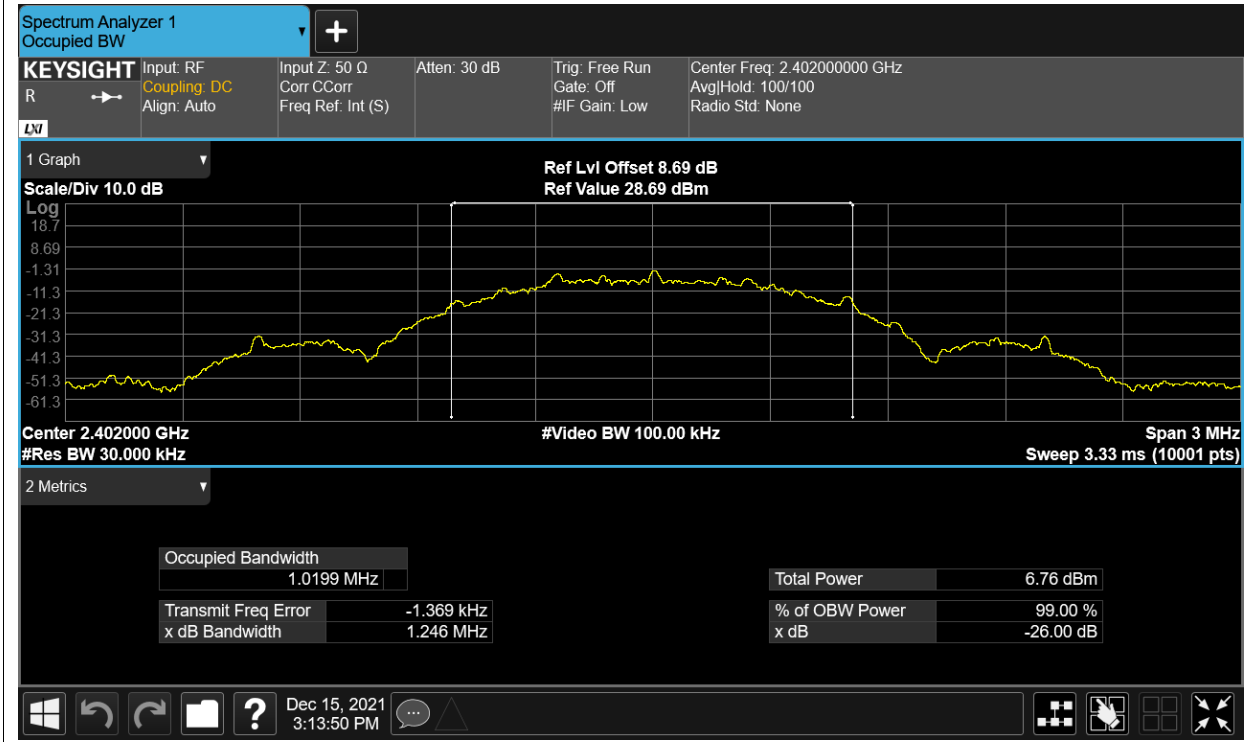 Spectrum Analyzer 1
Occupied BW
KEYSIGHT
R
LXI
Input: RF
Coupling: DC
Align: Auto
Input Z: 50 Ω
Corr CCorr
Freq Ref: Int (S)
Atten: 30 dB
Trig: Free Run
Gate: Off
#IF Gain: Low
Center Freq: 2.402000000 GHz
Avg|Hold: 100/100
Radio Std: None
1 Graph
Scale/Div 10.0 dB
Ref Lvl Offset 8.69 dB
Ref Value 28.69 dBm
Log
18.7
8.69
-1.31
-11.3
-21.3
-31.3
-41.3
-51.3
-61.3
Center 2.402000 GHz
#Video BW 100.00 kHz
Span 3 MHz
#Res BW 30.000 kHz
Sweep 3.33 ms (10001 pts)
2 Metrics
Occupied Bandwidth
1.0199 MHz
Total Power 6.76 dBm
Transmit Freq Error -1.369 kHz
% of OBW Power 99.00 %
x dB Bandwidth 1.246 MHz
x dB -26.00 dB
?
Dec 15, 2021
3:13:50 PM